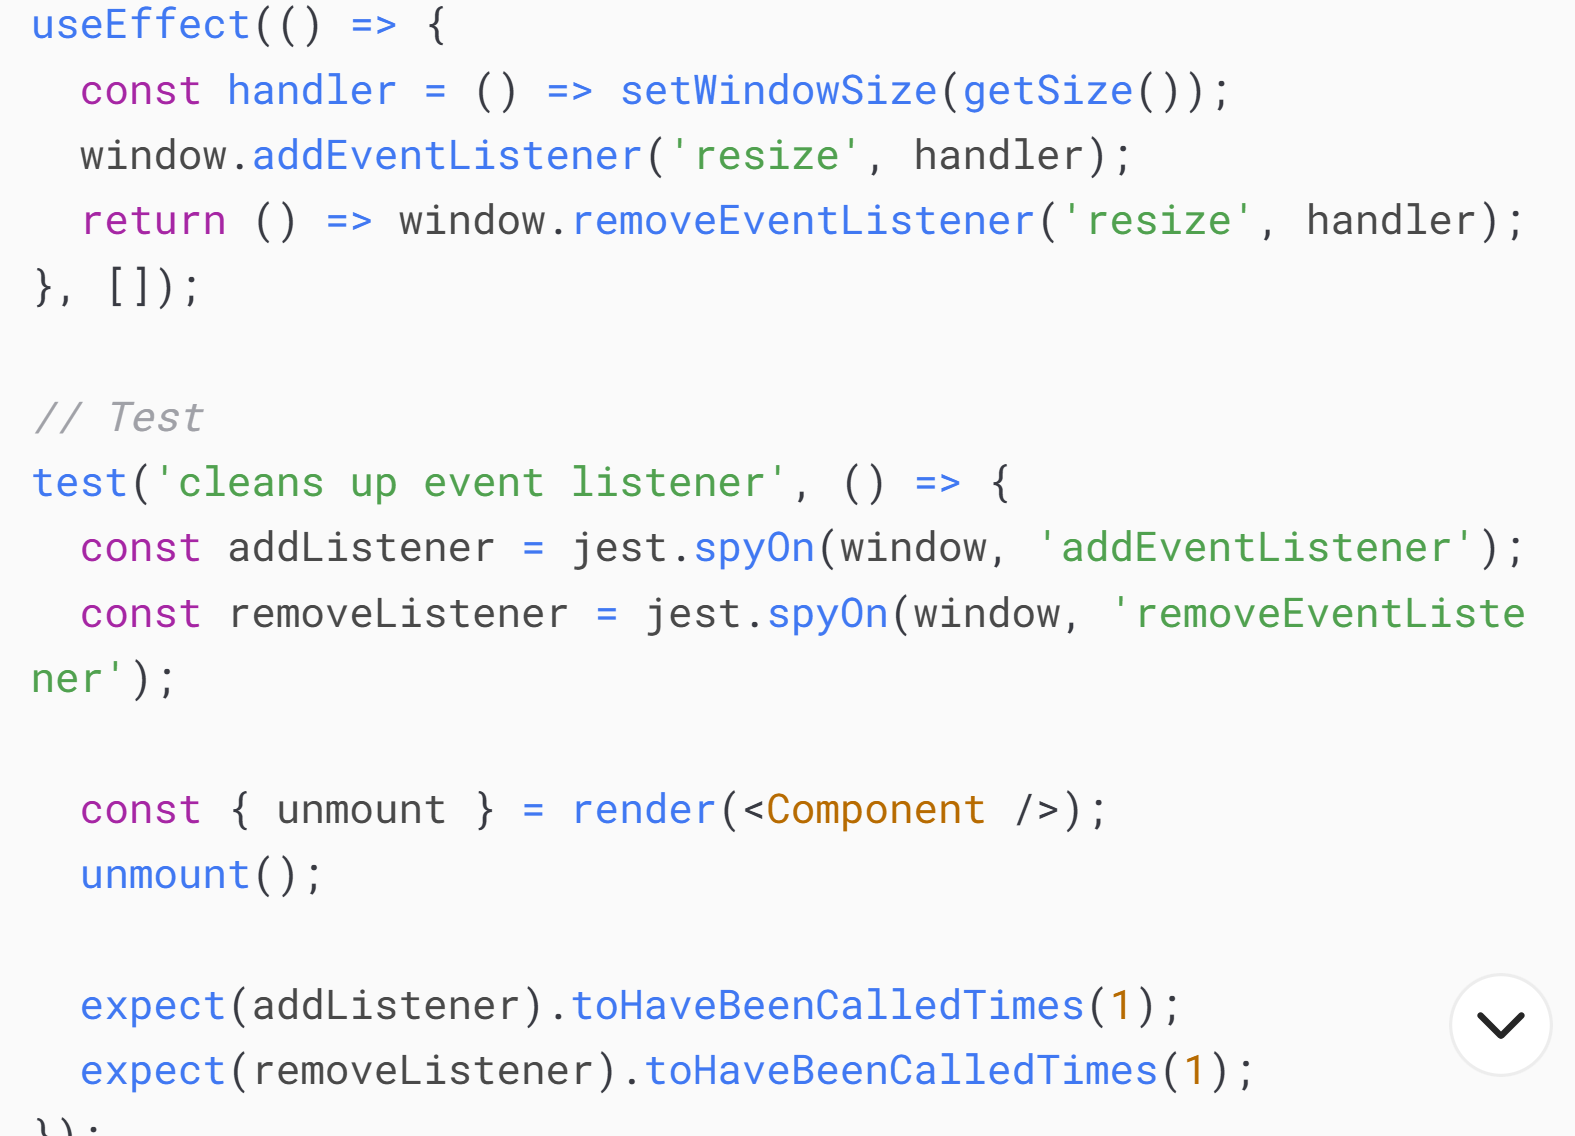 useEffect(() => {
  const handler = () => setWindowSize(getSize());
  window.addEventListener('resize', handler);
  return () => window.removeEventListener('resize', handler);
}, []);

// Test
test('cleans up event listener', () => {
  const addListener = jest.spyOn(window, 'addEventListener');
  const removeListener = jest.spyOn(window, 'removeEventListe
ner');

  const { unmount } = render(<Component />);
  unmount();

  expect(addListener).toHaveBeenCalledTimes(1);
  expect(removeListener).toHaveBeenCalledTimes(1);
});